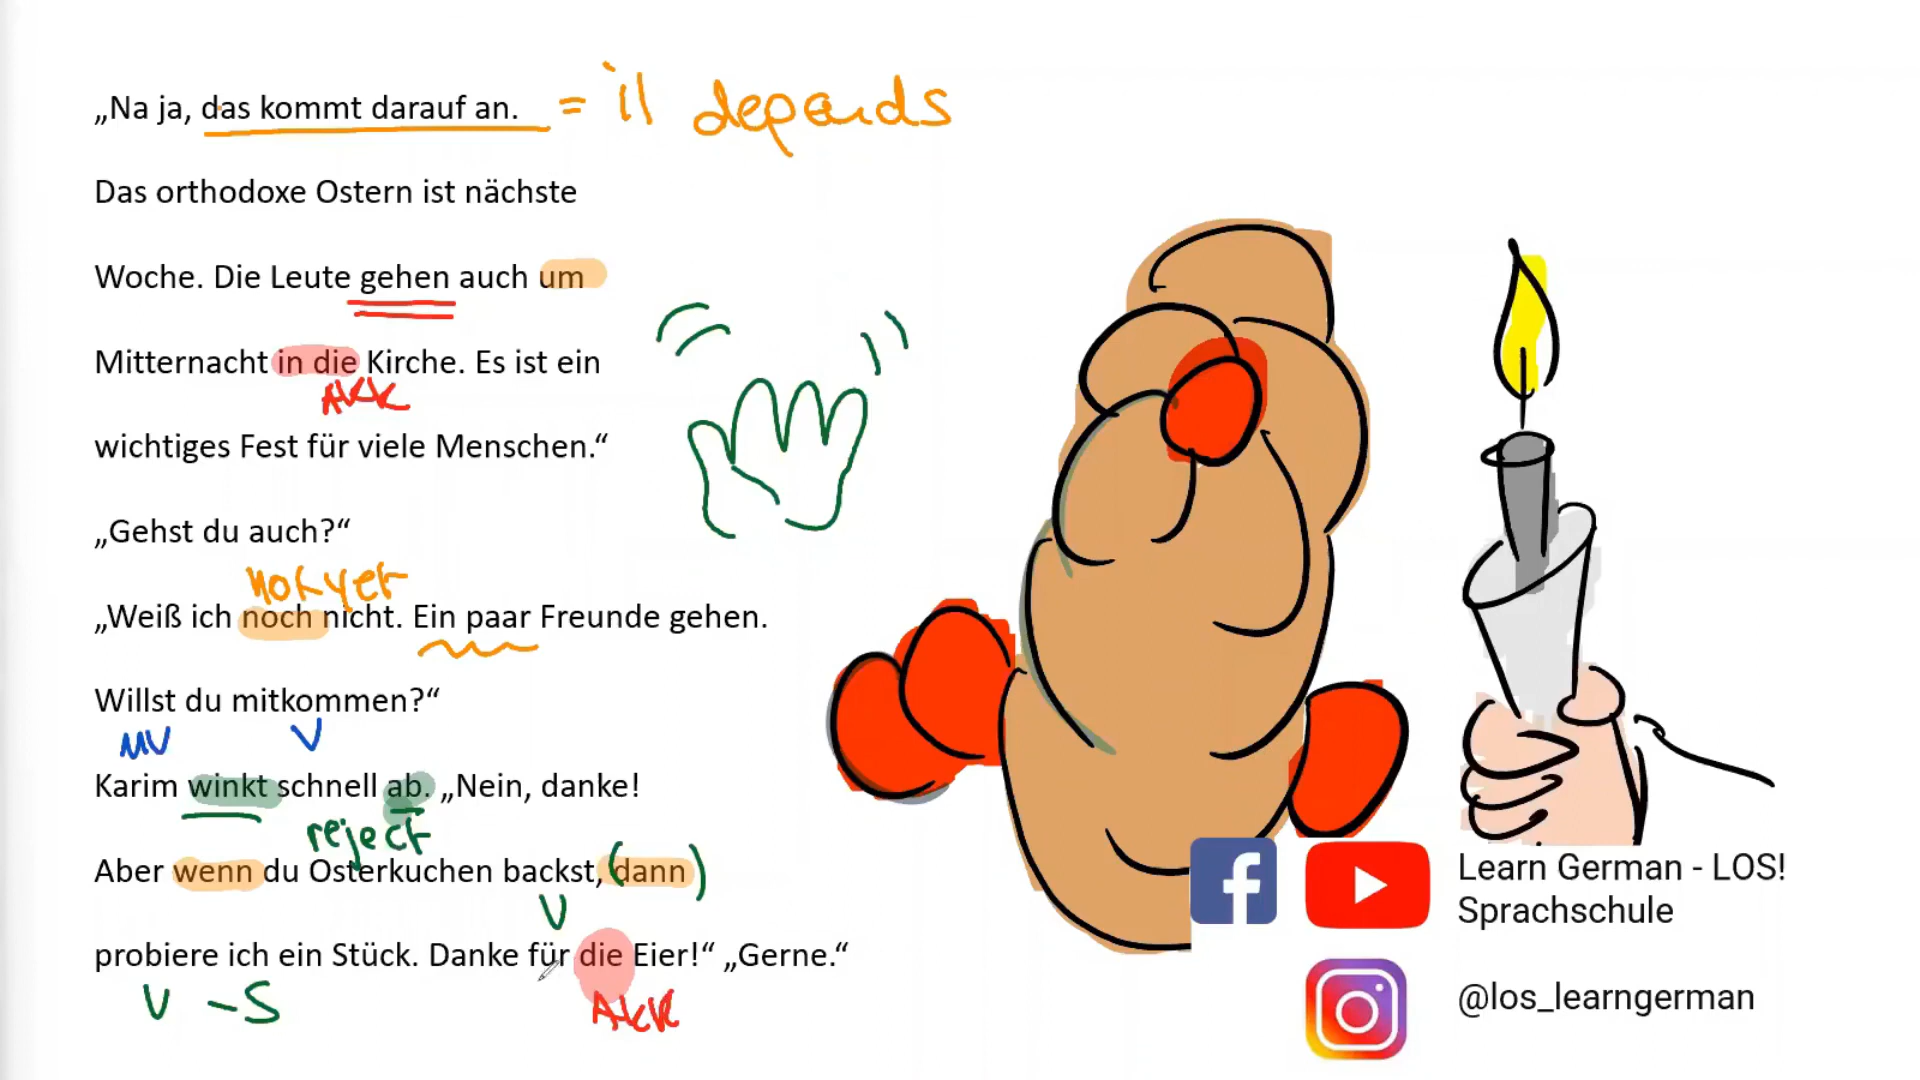 „Na ja, das kommt darauf an. = it depends
Das orthodoxe Ostern ist nächste
Woche. Die Leute gehen auch um
Mitternacht in die Kirche. Es ist ein
AKK
wichtiges Fest für viele Menschen.“
„Gehst du auch?“
not yet
„Weiß ich noch nicht. Ein paar Freunde gehen.
Willst du mitkommen?“
MV V
Karim winkt schnell ab. „Nein, danke!
reject
Aber wenn du Osterkuchen backst, (dann)
V
probiere ich ein Stück. Danke für die Eier!“ „Gerne.“
V – S
AKK
Learn German - LOS!
Sprachschule
@los_learngerman